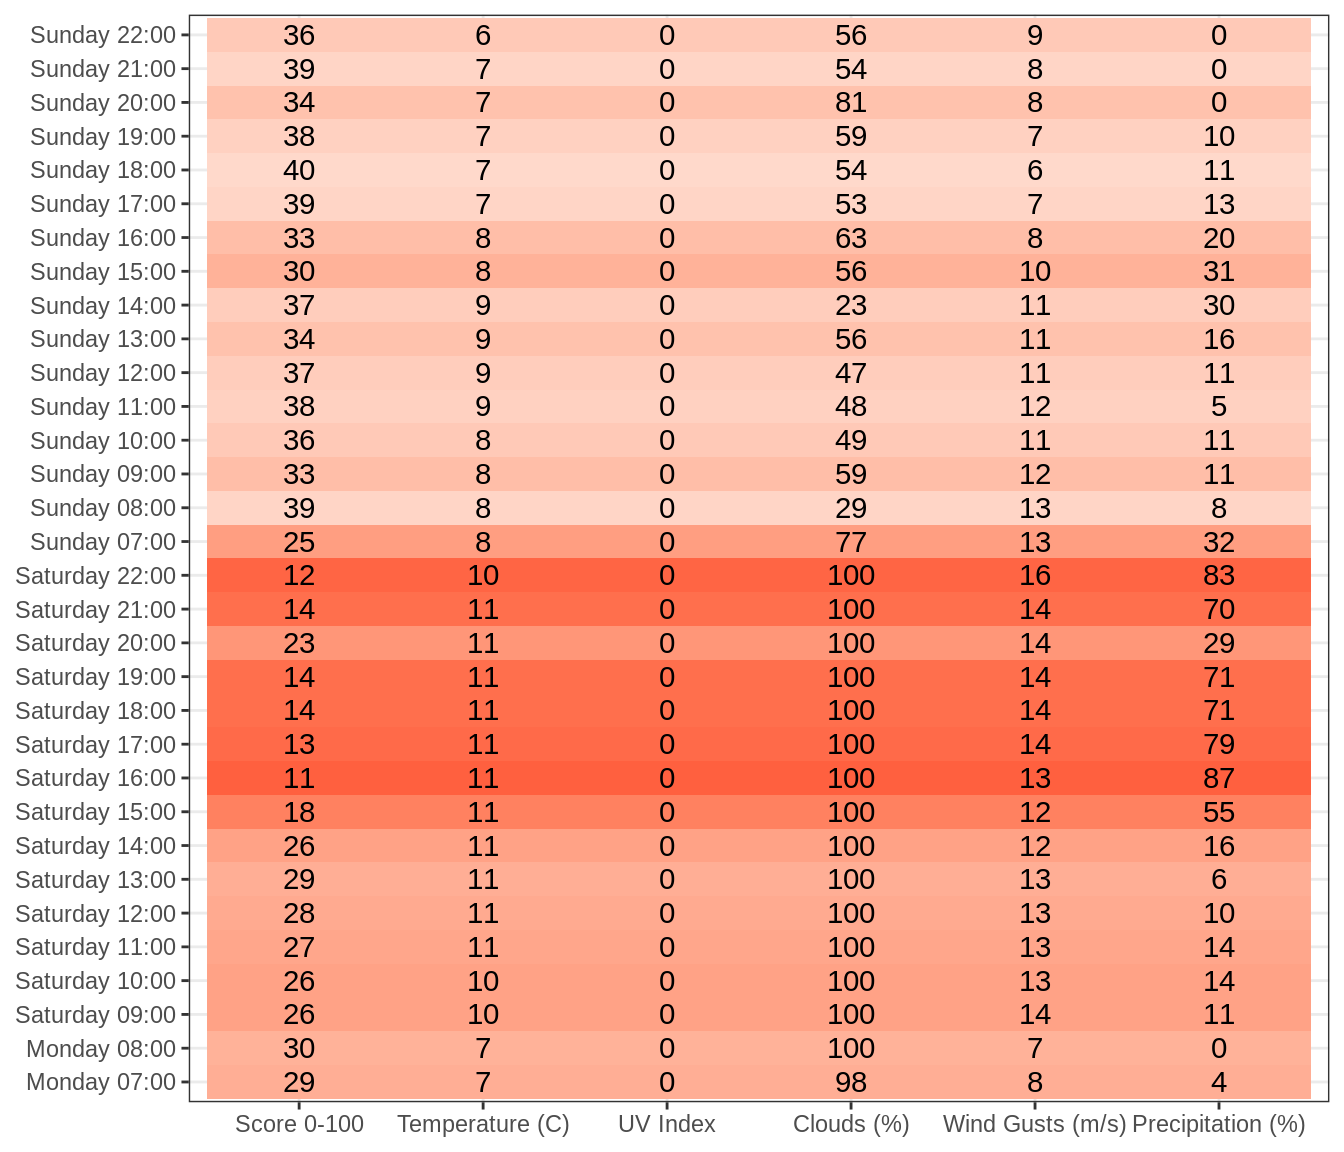 Sunday 22:00 36 6 0 56 9 0
Sunday 21:00 39 7 0 54 8 0
Sunday 20:00 34 7 0 81 8 0
Sunday 19:00 38 7 0 59 7 10
Sunday 18:00 40 7 0 54 6 11
Sunday 17:00 39 7 0 53 7 13
Sunday 16:00 33 8 0 63 8 20
Sunday 15:00 30 8 0 56 10 31
Sunday 14:00 37 9 0 23 11 30
Sunday 13:00 34 9 0 56 11 16
Sunday 12:00 37 9 0 47 11 11
Sunday 11:00 38 9 0 48 12 5
Sunday 10:00 36 8 0 49 11 11
Sunday 09:00 33 8 0 59 12 11
Sunday 08:00 39 8 0 29 13 8
Sunday 07:00 25 8 0 77 13 32
Saturday 22:00 12 10 0 100 16 83
Saturday 21:00 14 11 0 100 14 70
Saturday 20:00 23 11 0 100 14 29
Saturday 19:00 14 11 0 100 14 71
Saturday 18:00 14 11 0 100 14 71
Saturday 17:00 13 11 0 100 14 79
Saturday 16:00 11 11 0 100 13 87
Saturday 15:00 18 11 0 100 12 55
Saturday 14:00 26 11 0 100 12 16
Saturday 13:00 29 11 0 100 13 6
Saturday 12:00 28 11 0 100 13 10
Saturday 11:00 27 11 0 100 13 14
Saturday 10:00 26 10 0 100 13 14
Saturday 09:00 26 10 0 100 14 11
Monday 08:00 30 7 0 100 7 0
Monday 07:00 29 7 0 98 8 4
Score 0-100 Temperature (C) UV Index Clouds (%) Wind Gusts (m/s) Precipitation (%)